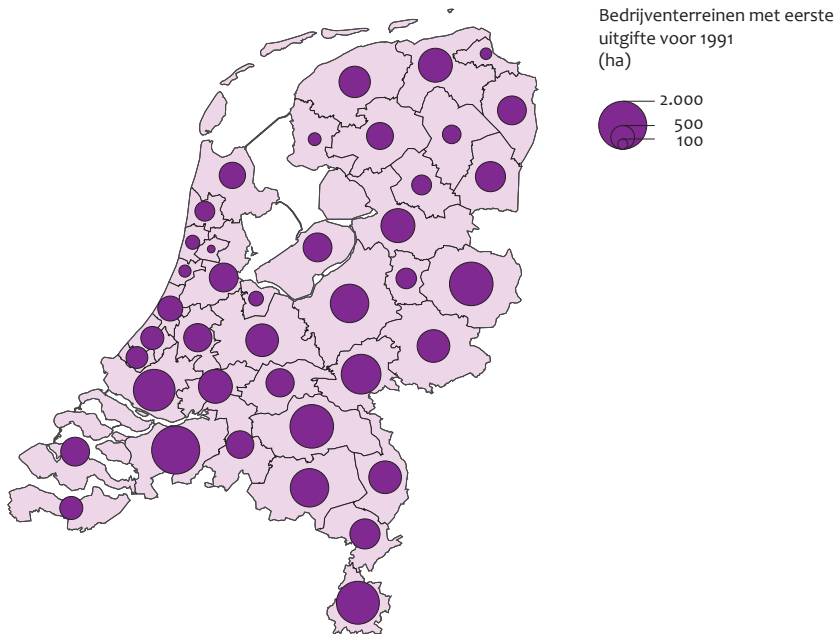 Bedrijventerreinen met eerste
uitgifte voor 1991
(ha)
2.000
500
100